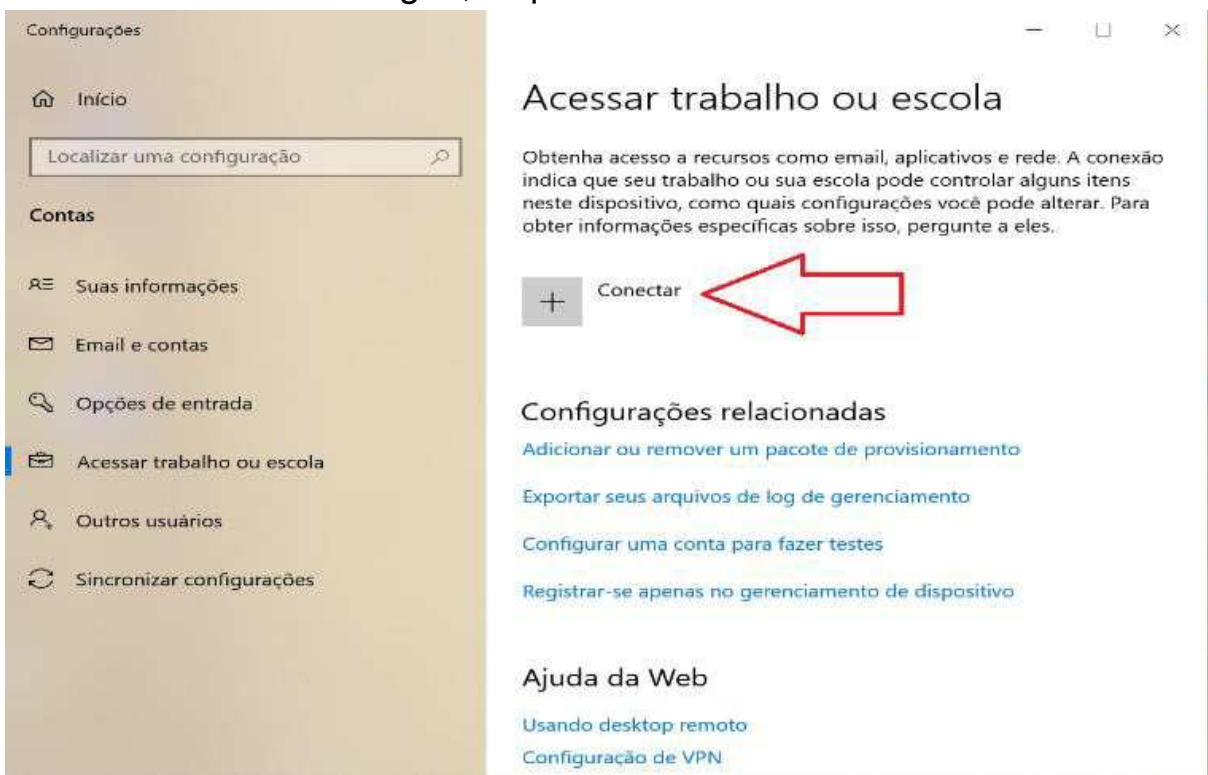 Configurações
Início
Localizar uma configuração
Contas
Suas informações
Email e contas
Opções de entrada
Acessar trabalho ou escola
Outros usuários
Sincronizar configurações
Acessar trabalho ou escola
Obtenha acesso a recursos como email, aplicativos e rede. A conexão
indica que seu trabalho ou sua escola pode controlar alguns itens
neste dispositivo, como quais configurações você pode alterar. Para
obter informações específicas sobre isso, pergunte a eles.
Conectar
Configurações relacionadas
Adicionar ou remover um pacote de provisionamento
Exportar seus arquivos de log de gerenciamento
Configurar uma conta para fazer testes
Registrar-se apenas no gerenciamento de dispositivo
Ajuda da Web
Usando desktop remoto
Configuração de VPN